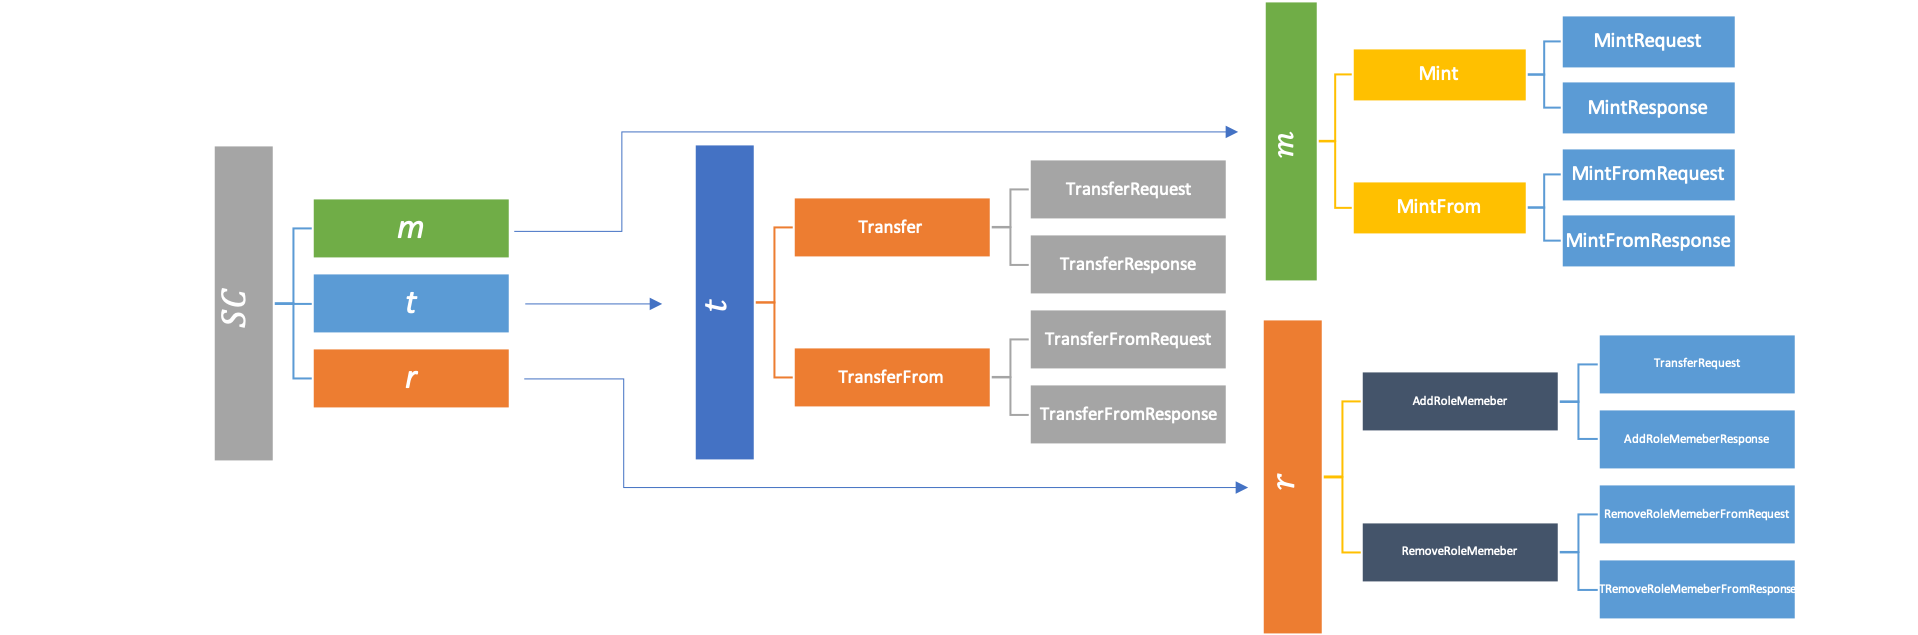 SC
m
t
r
t
Transfer
TransferRequest
TransferResponse
TransferFrom
TransferFromRequest
TransferFromResponse
m
Mint
MintRequest
MintResponse
MintFrom
MintFromRequest
MintFromResponse
r
AddRoleMemeber
TransferRequest
AddRoleMemeberResponse
RemoveRoleMemeber
RemoveRoleMemeberFromRequest
TRemoveRoleMemeberFromResponse